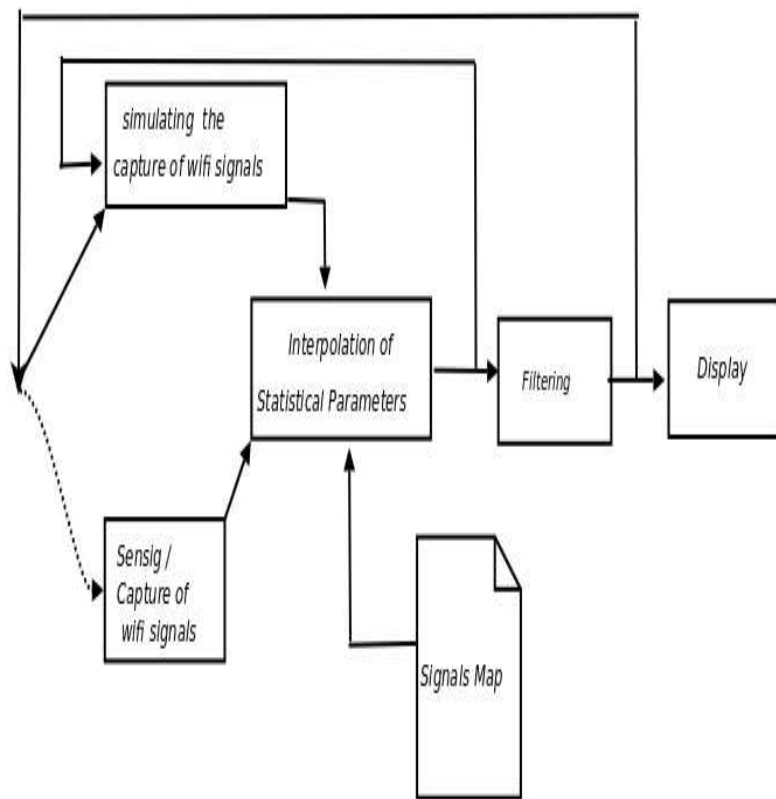 simulating the
capture of wifi signals
Interpolation of
Statistical Parameters
Filtering
Display
Sensig /
Capture of
wifi signals
Signals Map